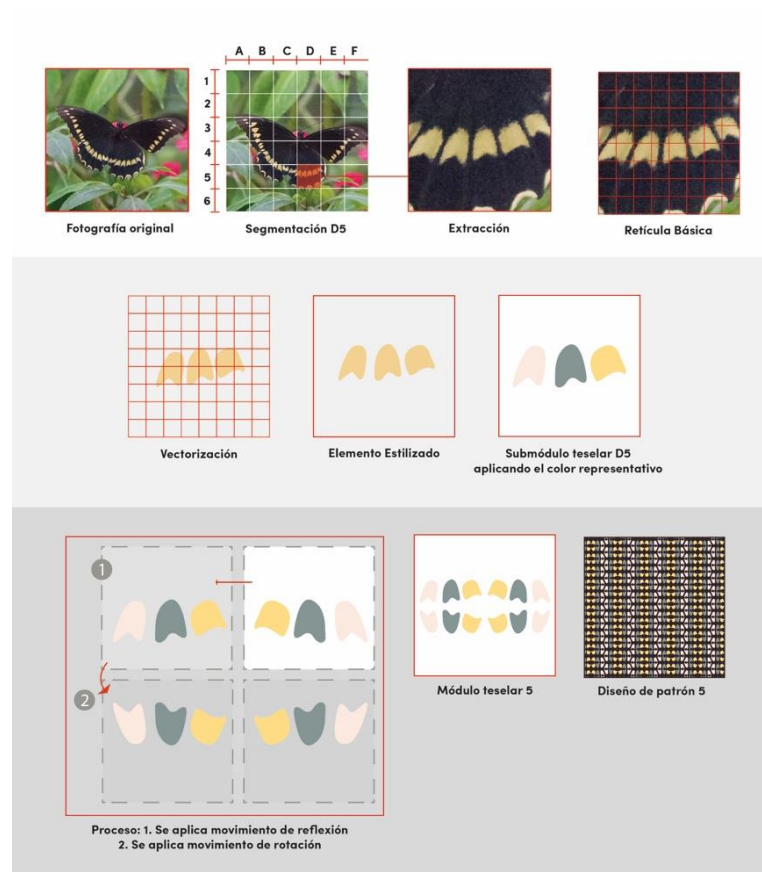 A B C D E F
1
2
3
4
5
6
Fotografía original
Segmentación D5
Extracción
Retícula Básica
Vectorización
Elemento Estilizado
Submódulo teselar D5
aplicando el color representativo
1
2
Módulo teselar 5
Diseño de patrón 5
Proceso: 1. Se aplica movimiento de reflexión
2. Se aplica movimiento de rotación